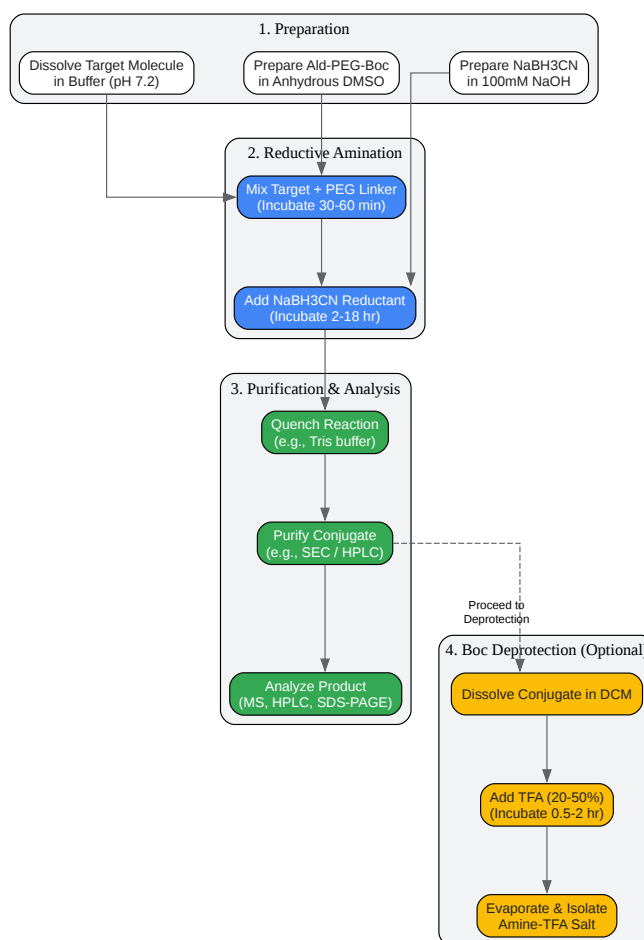 1. Preparation
Dissolve Target Molecule
in Buffer (pH 7.2)
Prepare Ald-PEG-Boc
in Anhydrous DMSO
Prepare NaBH3CN
in 100mM NaOH
2. Reductive Amination
Mix Target + PEG Linker
(Incubate 30-60 min)
Add NaBH3CN Reductant
(Incubate 2-18 hr)
3. Purification & Analysis
Quench Reaction
(e.g., Tris buffer)
Purify Conjugate
(e.g., SEC / HPLC)
Proceed to
Deprotection
Analyze Product
(MS, HPLC, SDS-PAGE)
4. Boc Deprotection (Optional)
Dissolve Conjugate in DCM
Add TFA (20-50%)
(Incubate 0.5-2 hr)
Evaporate & Isolate
Amine-TFA Salt